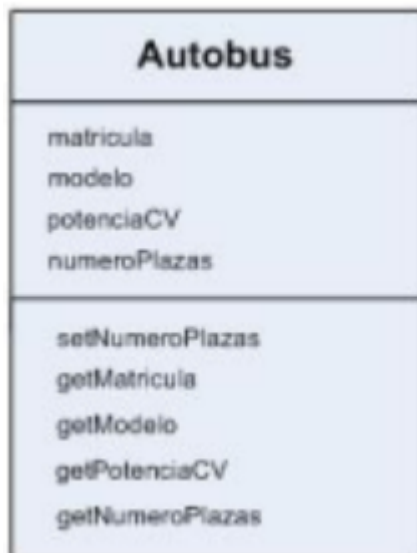 Autobus
matricula
modelo
potenciaCV
numeroPlazas
setNumeroPlazas
getMatricula
getModelo
getPotenciaCV
getNumeroPlazas